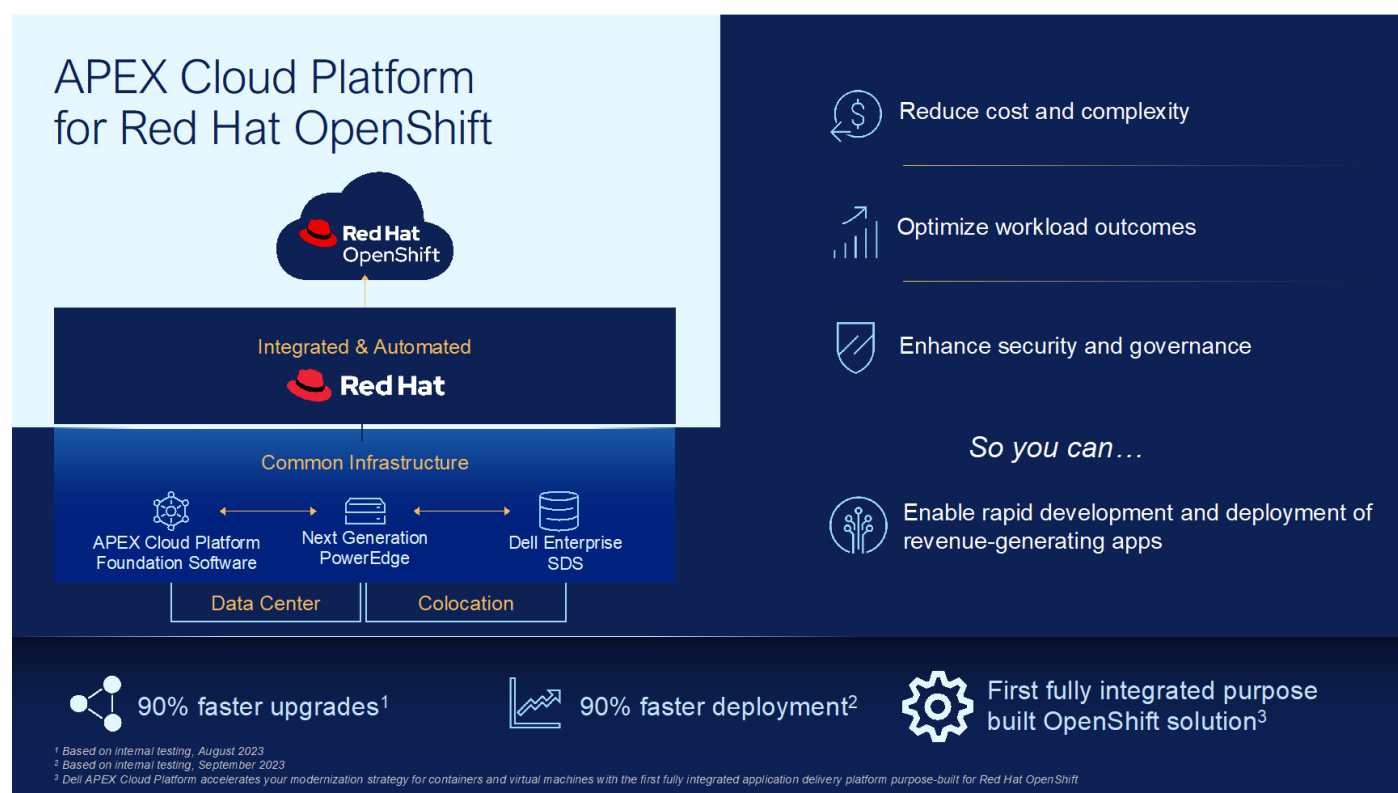 APEX Cloud Platform
for Red Hat OpenShift
Red Hat
OpenShift
Integrated & Automated
Red Hat
Common Infrastructure
APEX Cloud Platform
Foundation Software
Next Generation
PowerEdge
Dell Enterprise
SDS
Data Center
Colocation
Reduce cost and complexity
Optimize workload outcomes
Enhance security and governance
So you can…
Enable rapid development and deployment of
revenue-generating apps
90% faster upgrades¹
90% faster deployment²
First fully integrated purpose
built OpenShift solution³
¹ Based on internal testing, August 2023
² Based on internal testing, September 2023
³ Dell APEX Cloud Platform accelerates your modernization strategy for containers and virtual machines with the first fully integrated application delivery platform purpose-built for Red Hat OpenShift